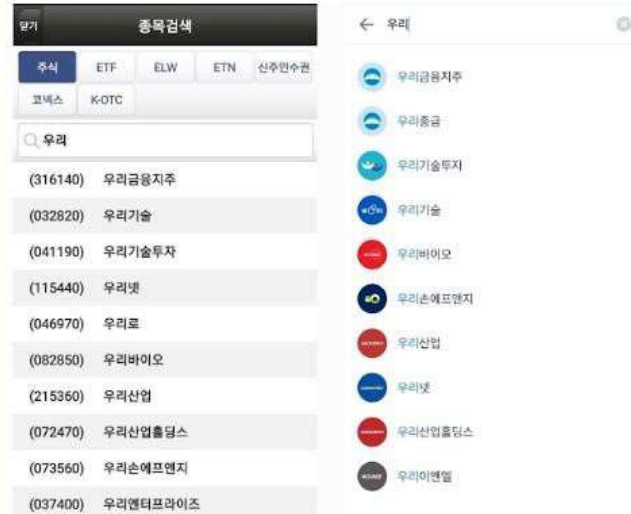 닫기
종목검색
주식
ETF
ELW
ETN
신주인수권
코넥스
K-OTC
우리
(316140) 우리금융지주
(032820) 우리기술
(041190) 우리기술투자
(115440) 우리넷
(046970) 우리로
(082850) 우리바이오
(215360) 우리산업
(072470) 우리산업홀딩스
(073560) 우리손에프앤지
(037400) 우리엔터프라이즈
우리
우리금융지주
우리종금
우리기술투자
우리기술
우리바이오
우리손에프앤지
우리산업
우리넷
우리산업홀딩스
우리이앤엘